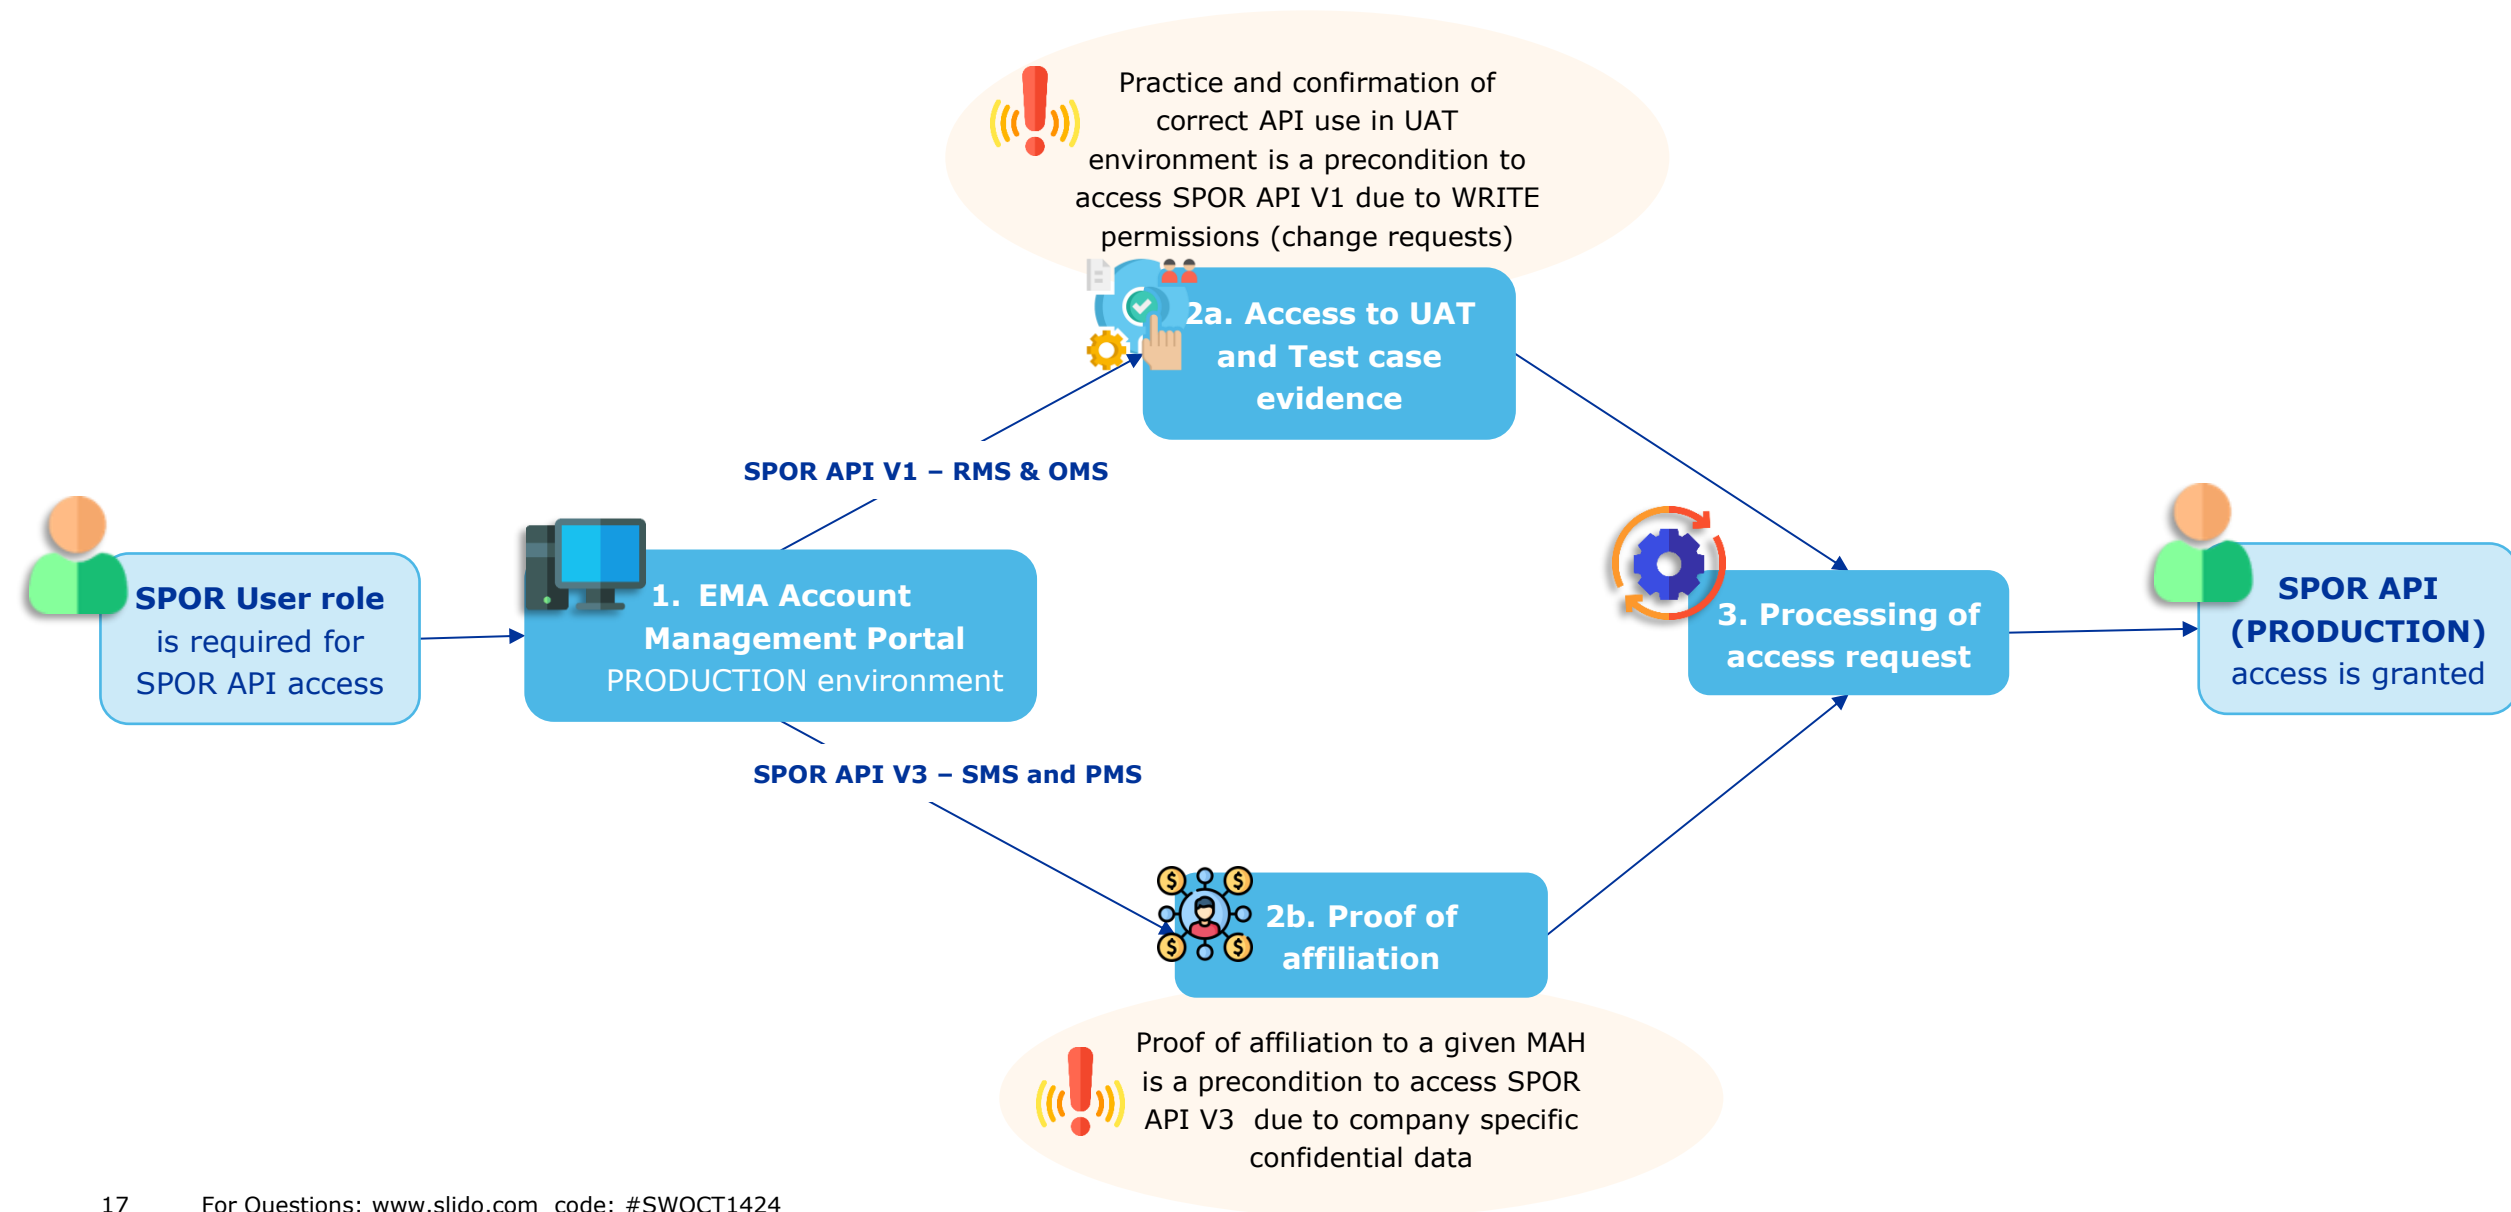 Practice and confirmation of
correct API use in UAT
environment is a precondition to
access SPOR API V1 due to WRITE
permissions (change requests)
2a. Access to UAT
and Test case
evidence
SPOR API V1 – RMS & OMS
SPOR User role
is required for
SPOR API access
1. EMA Account
Management Portal
PRODUCTION environment
3. Processing of
access request
SPOR API
(PRODUCTION)
access is granted
SPOR API V3 – SMS and PMS
2b. Proof of
affiliation
Proof of affiliation to a given MAH
is a precondition to access SPOR
API V3  due to company specific
confidential data
17 For Questions: www.slido.com  code: #SWOCT1424